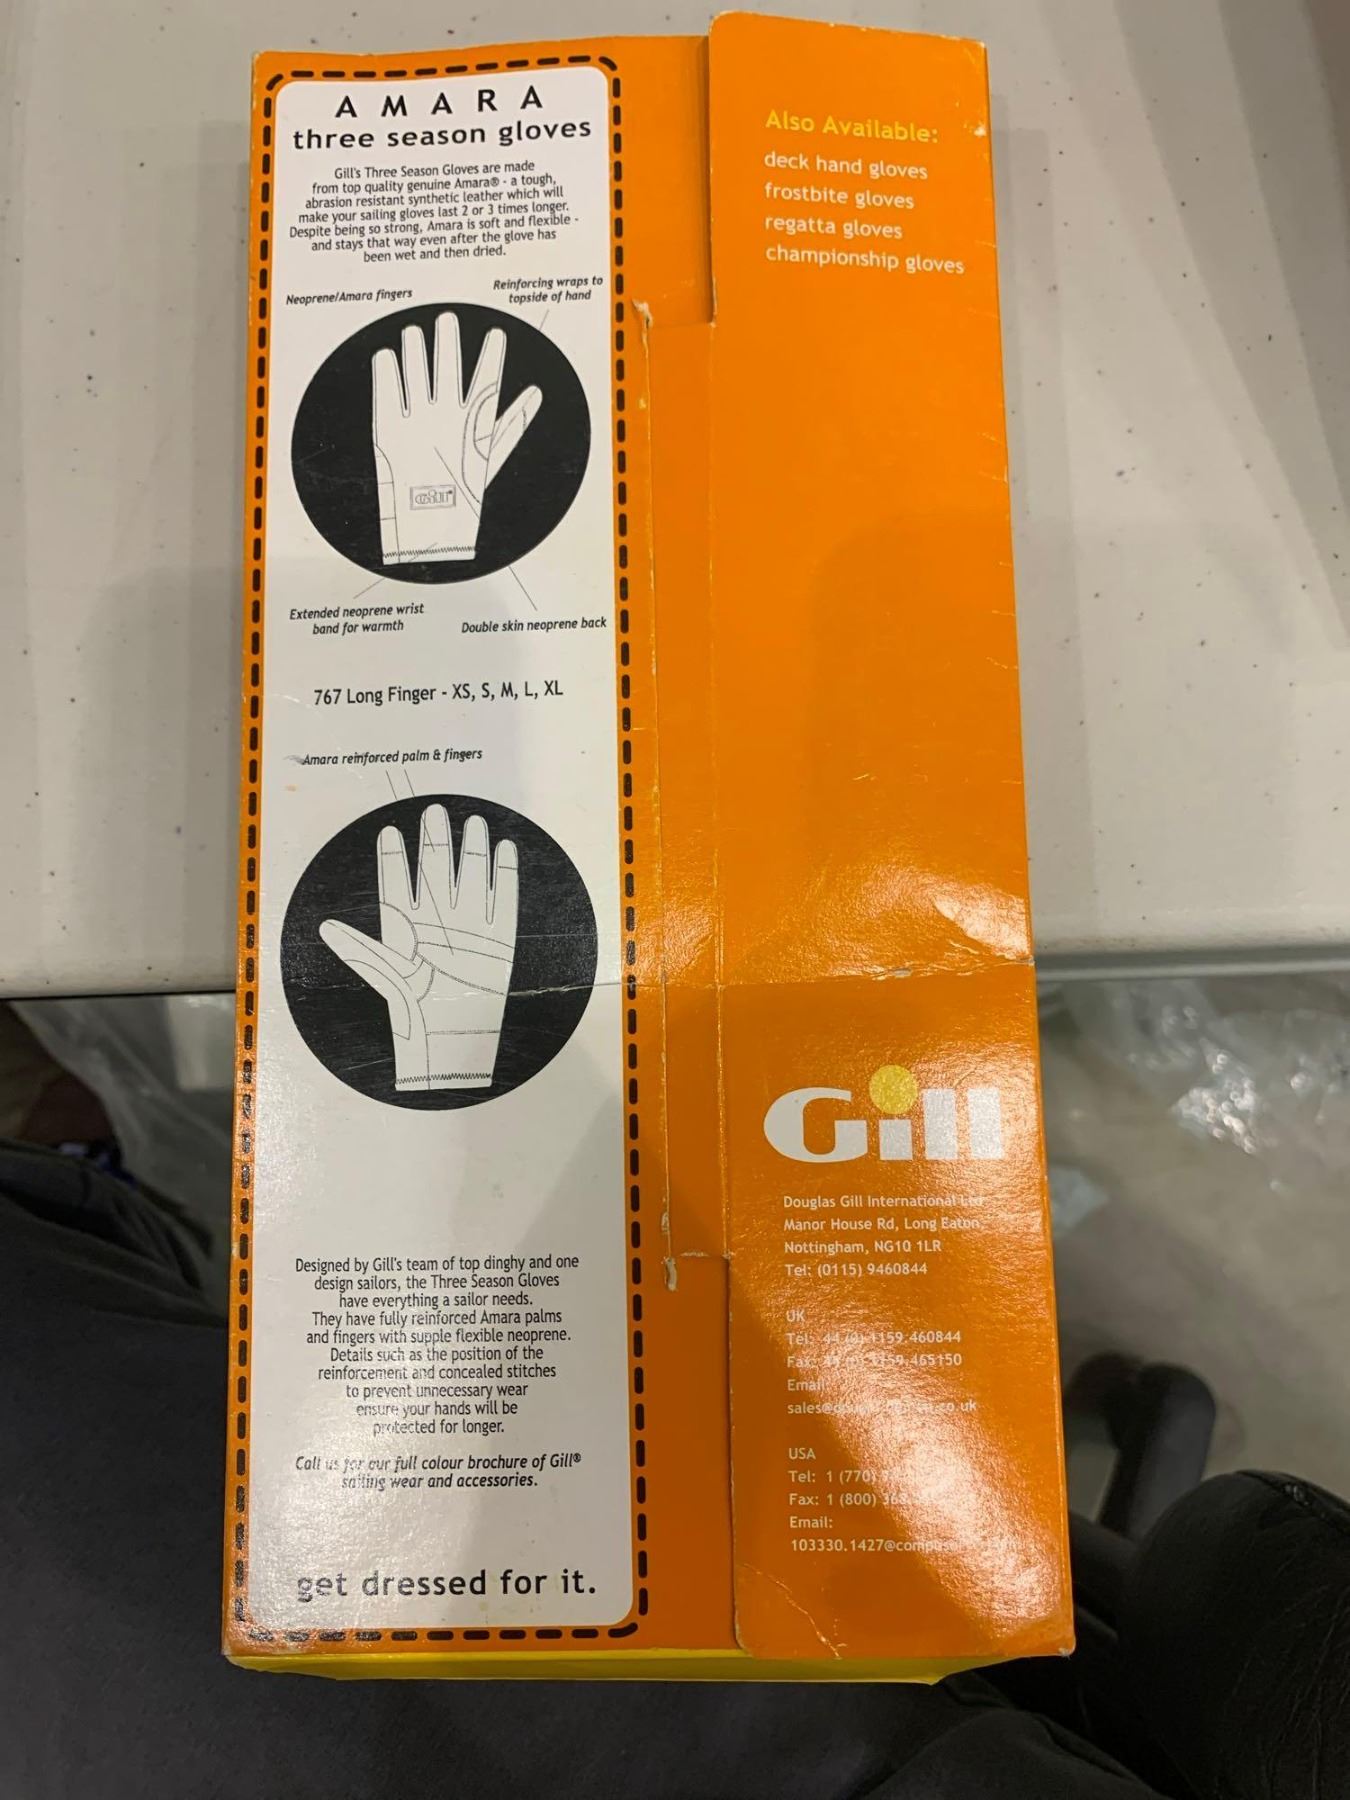 AMARA
three season gloves
Gill's Three Season Gloves are made
from top quality genuine Amara® - a tough,
abrasion resistant synthetic leather which will
make your sailing gloves last 2 or 3 times longer.
Despite being so strong, Amara is soft and flexible -
and stays that way even after the glove has
been wet and then dried.
Neoprene/Amara fingers
Reinforcing wraps to
topside of hand
Gill
Extended neoprene wrist
band for warmth
Double skin neoprene back
767 Long Finger - XS, S, M, L, XL
Amara reinforced palm & fingers
Designed by Gill's team of top dinghy and one
design sailors, the Three Season Gloves
have everything a sailor needs.
They have fully reinforced Amara palms
and fingers with supple flexible neoprene.
Details such as the position of the
reinforcement and concealed stitches
to prevent unnecessary wear
ensure your hands will be
protected for longer.
Call us for our full colour brochure of Gill®
sailing wear and accessories.
get dressed for it.
Also Available:
deck hand gloves
frostbite gloves
regatta gloves
championship gloves
Gill
Douglas Gill International Ltd
Manor House Rd, Long Eaton,
Nottingham, NG10 1LR
Tel: (0115) 9460844
UK
Tel: 44 (0) 1159.460844
Fax:
Email
USA
Tel: 1 (770)
Fax: 1 (800)
Email: